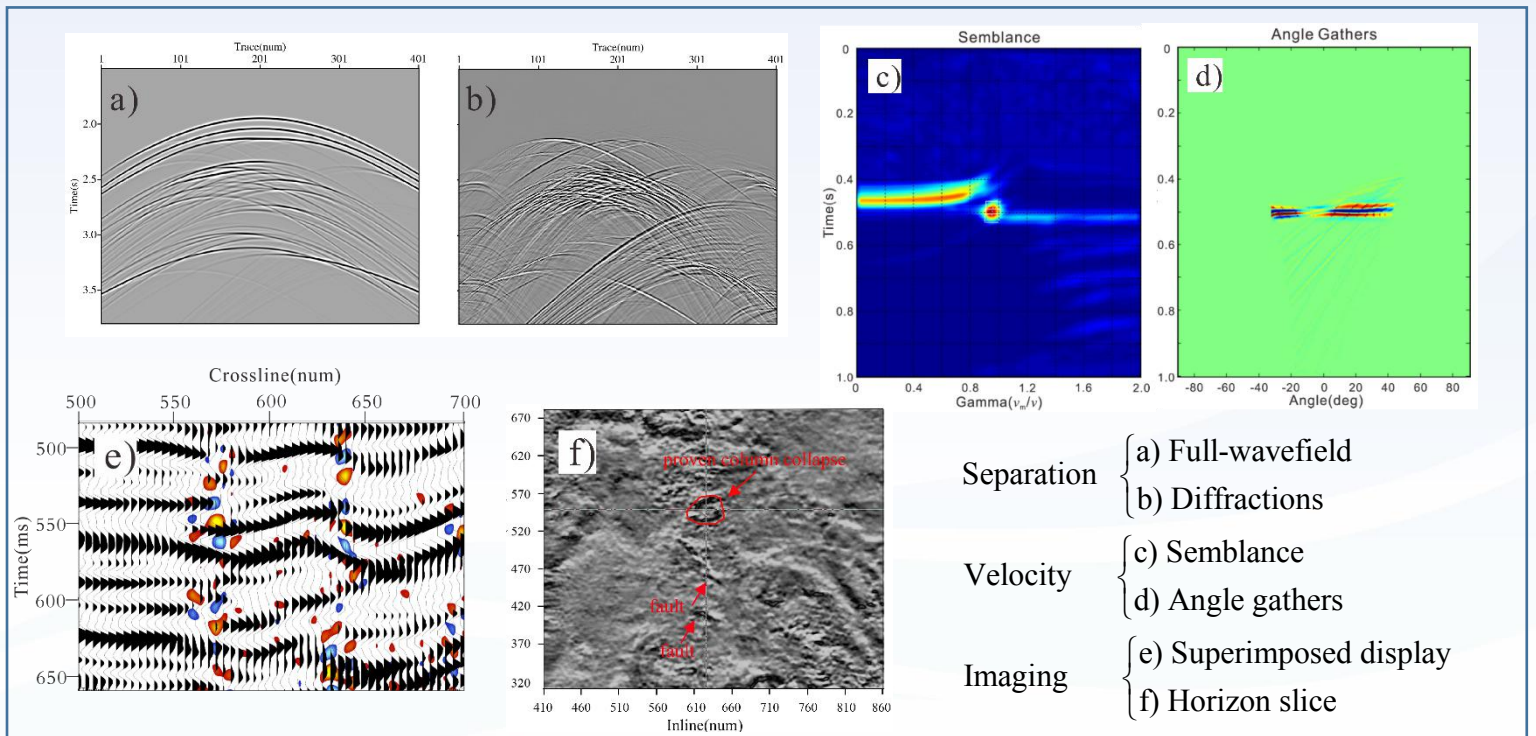 Trace(num)
1 101 201 301 401
a)
2.0
2.5
3.0
3.5
Time(s)
Trace(num)
1 101 201 301 401
b)
Semblance
c)
0
0.2
0.4
0.6
0.8
1.0
Time(s)
0 0.4 0.8 1.2 1.6 2.0
Gamma(vm/v)
Angle Gathers
d)
0
0.2
0.4
0.6
0.8
1.0
-80 -60 -40 -20 0 20 40 60 80
Angle(deg)
Crossline(num)
500 550 600 650 700
e)
500
550
600
650
Time(ms)
f)
670
620
570
520
470
420
370
320
proven column collapse
fault
fault
410 460 510 560 610 660 710 760 810 860
Inline(num)
Separation
a) Full-wavefield
b) Diffractions
Velocity
c) Semblance
d) Angle gathers
Imaging
e) Superimposed display
f) Horizon slice